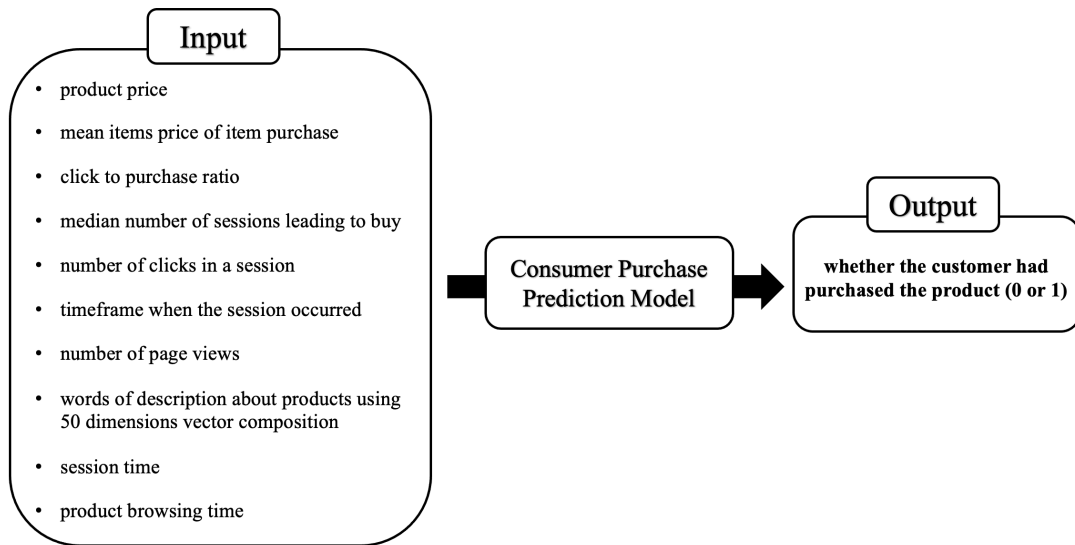 Input
• product price
• mean items price of item purchase
• click to purchase ratio
• median number of sessions leading to buy
• number of clicks in a session
• timeframe when the session occurred
• number of page views
• words of description about products using
50 dimensions vector composition
• session time
• product browsing time
Consumer Purchase
Prediction Model
Output
whether the customer had
purchased the product (0 or 1)